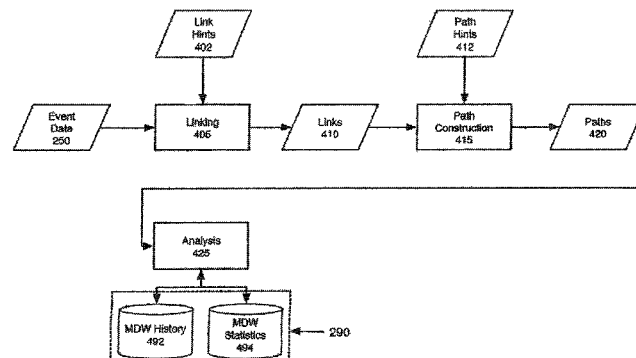 Link
Hints
402
Path
Hints
412
Event
Data
250
Linking
405
Links
410
Path
Construction
415
Paths
420
Analysis
425
MDW History
492
MDW
Statistics
494
290